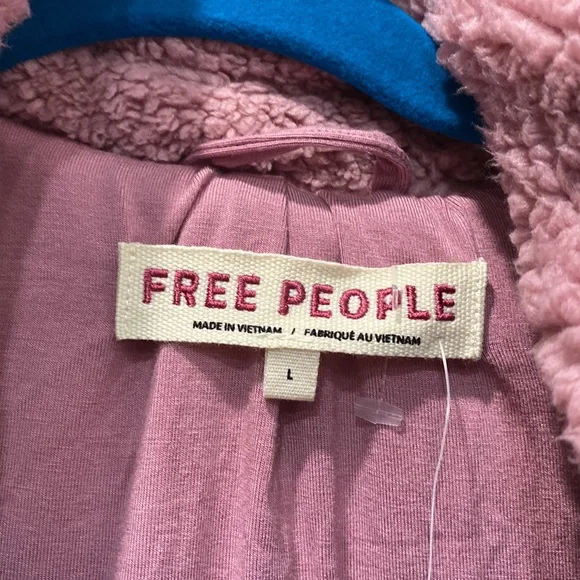 FREE PEOPLE
MADE IN VIETNAM / FABRIQUÉ AU VIETNAM
L